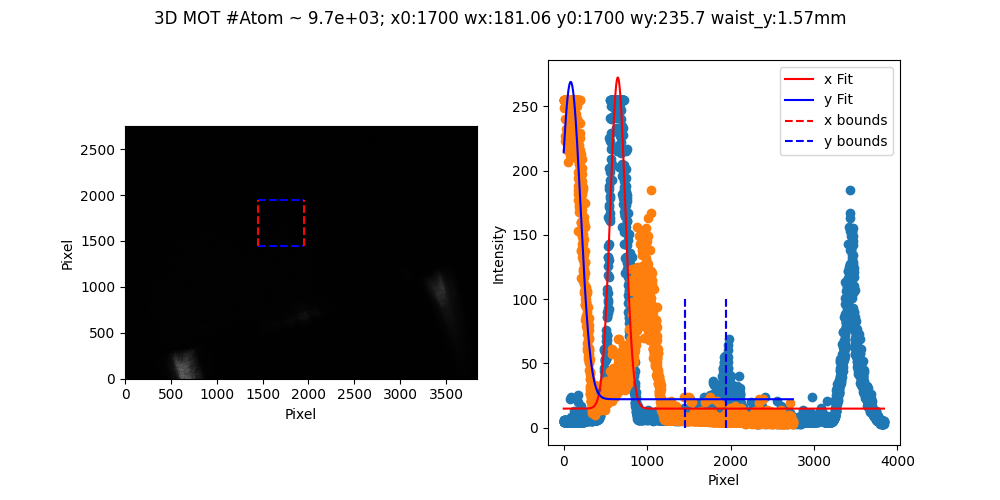 3D MOT #Atom ~ 9.7e+03; x0:1700 wx:181.06 y0:1700 wy:235.7 waist_y:1.57mm
2500
2000
1500
1000
500
0
Pixel
0 500 1000 1500 2000 2500 3000 3500
Pixel
250
200
150
100
50
0
Intensity
x Fit
y Fit
x bounds
y bounds
0 1000 2000 3000 4000
Pixel